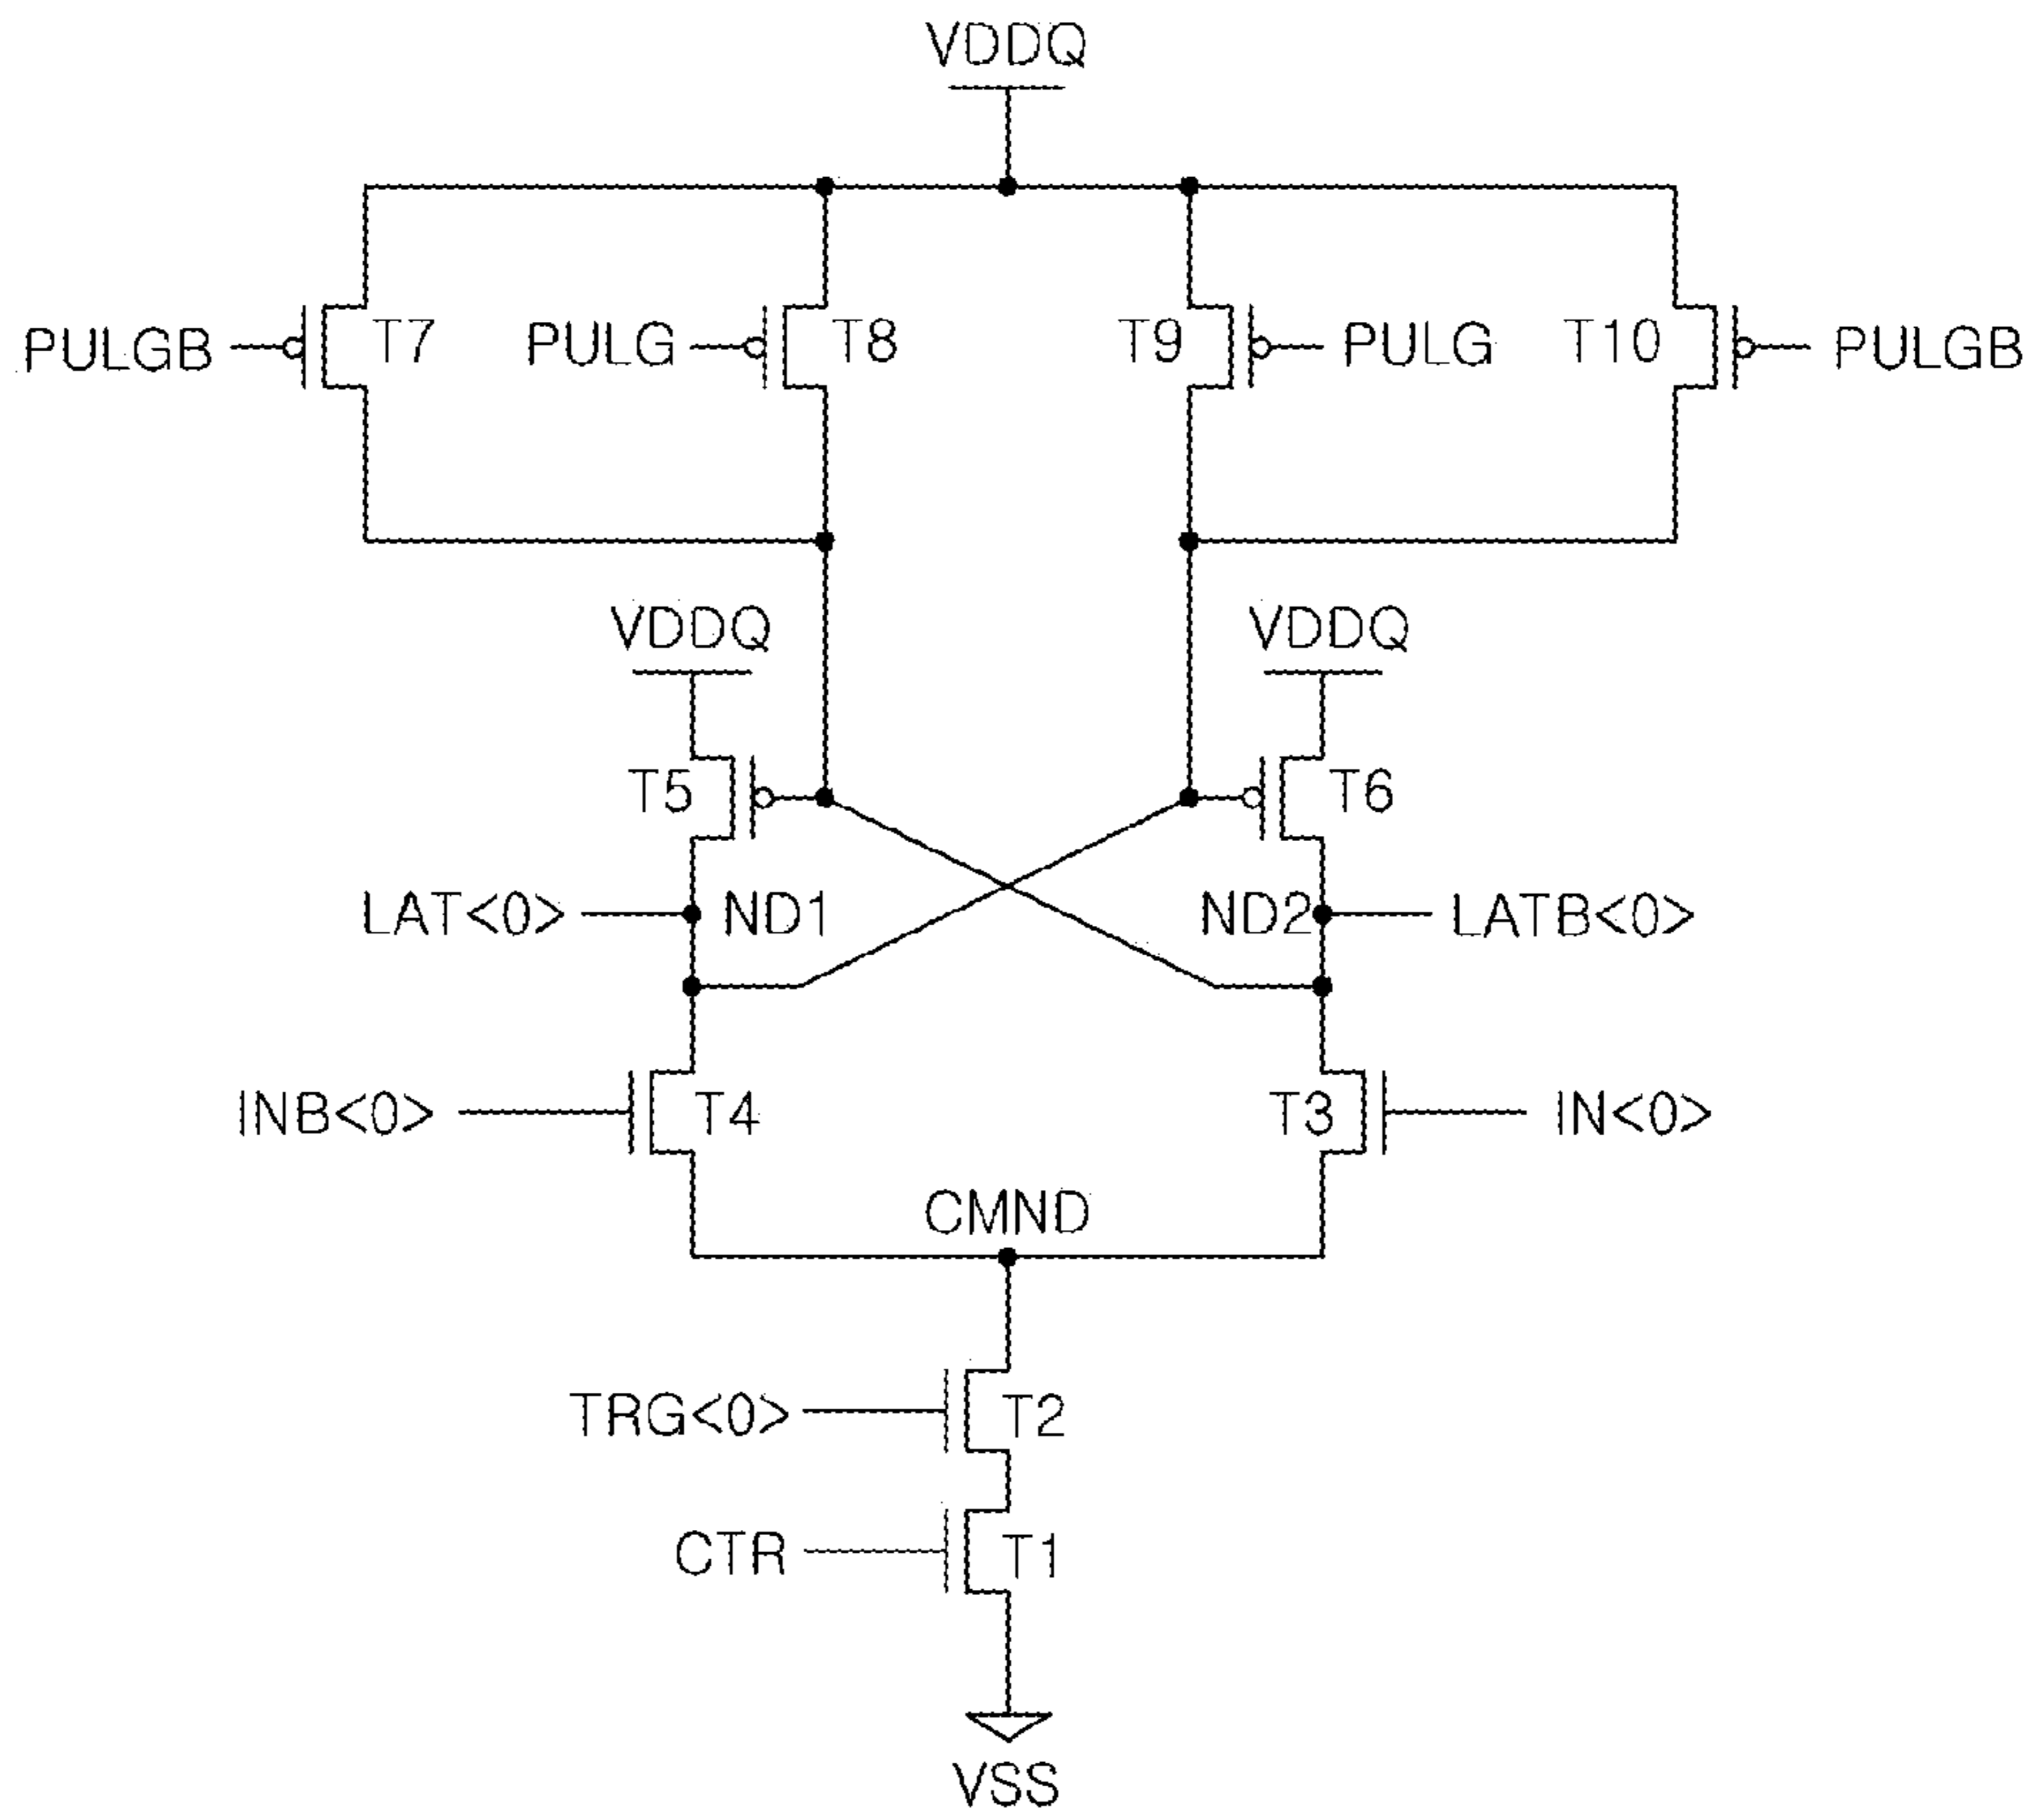 VDDQ
PULGB T7 PULG T8 T9 PULG T10 PULGB
VDDQ VDDQ
T5 T6
LAT<0> ND1 ND2 LATB<0>
INB<0> T4 T3 IN<0>
CMND
TRG<0> T2
CTR T1
VSS